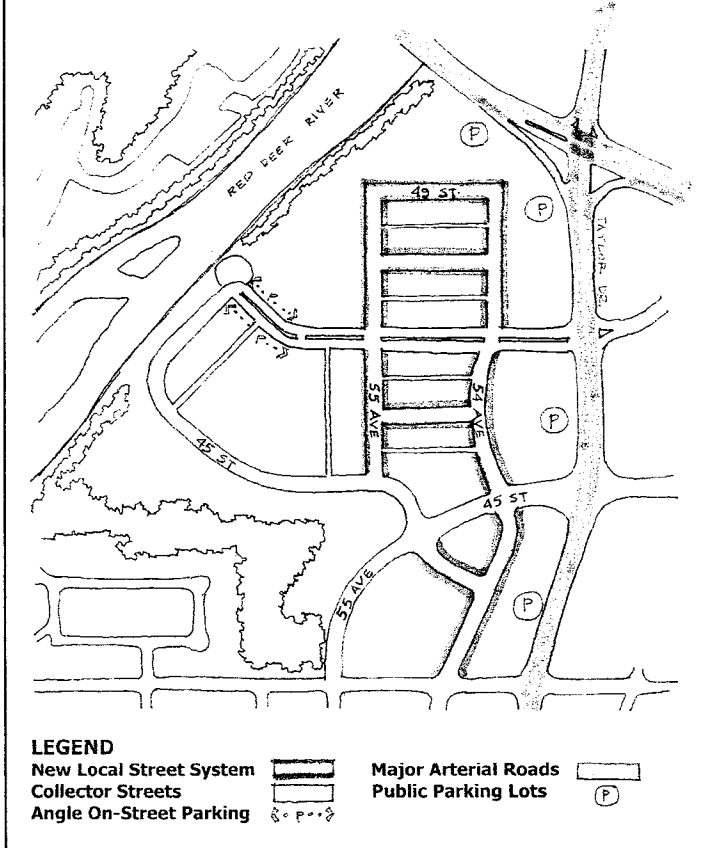 P
RED DEER RIVER
49 ST
P
TAYLOR DR.
P
P
55 AVE
54 AVE
P
45 ST
45 ST
55 AVE
P
LEGEND
New Local Street System
Collector Streets
Angle On-Street Parking P
Major Arterial Roads
Public Parking Lots P